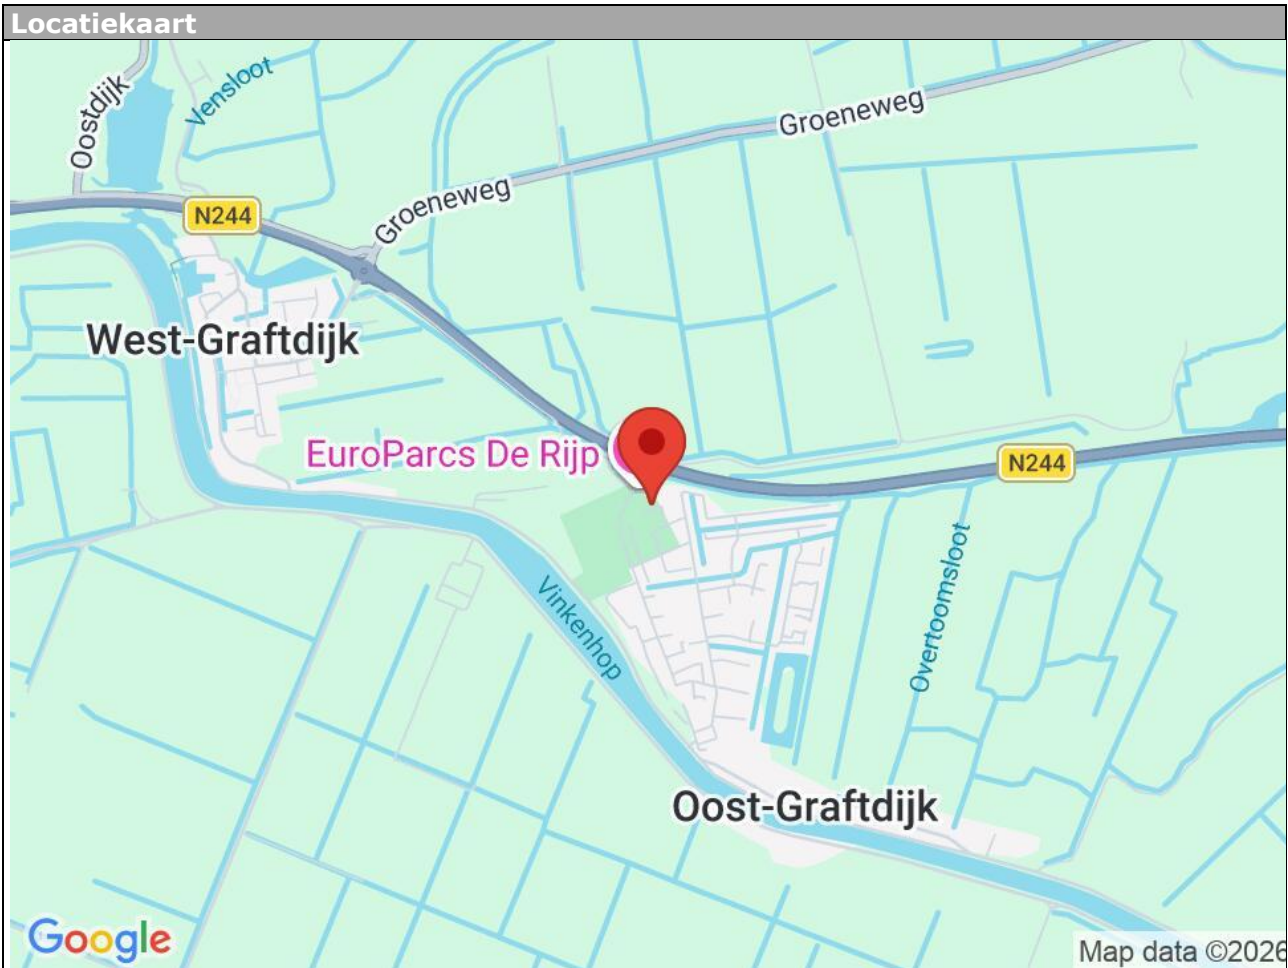 Locatiekaart
Oostdijk
Vensloot
Groeneweg
N244
Groeneweg
West-Graftdijk
EuroParcs De Rijp
N244
Overtoomsloot
Vinkenhop
Oost-Graftdijk
Google
Map data ©2026